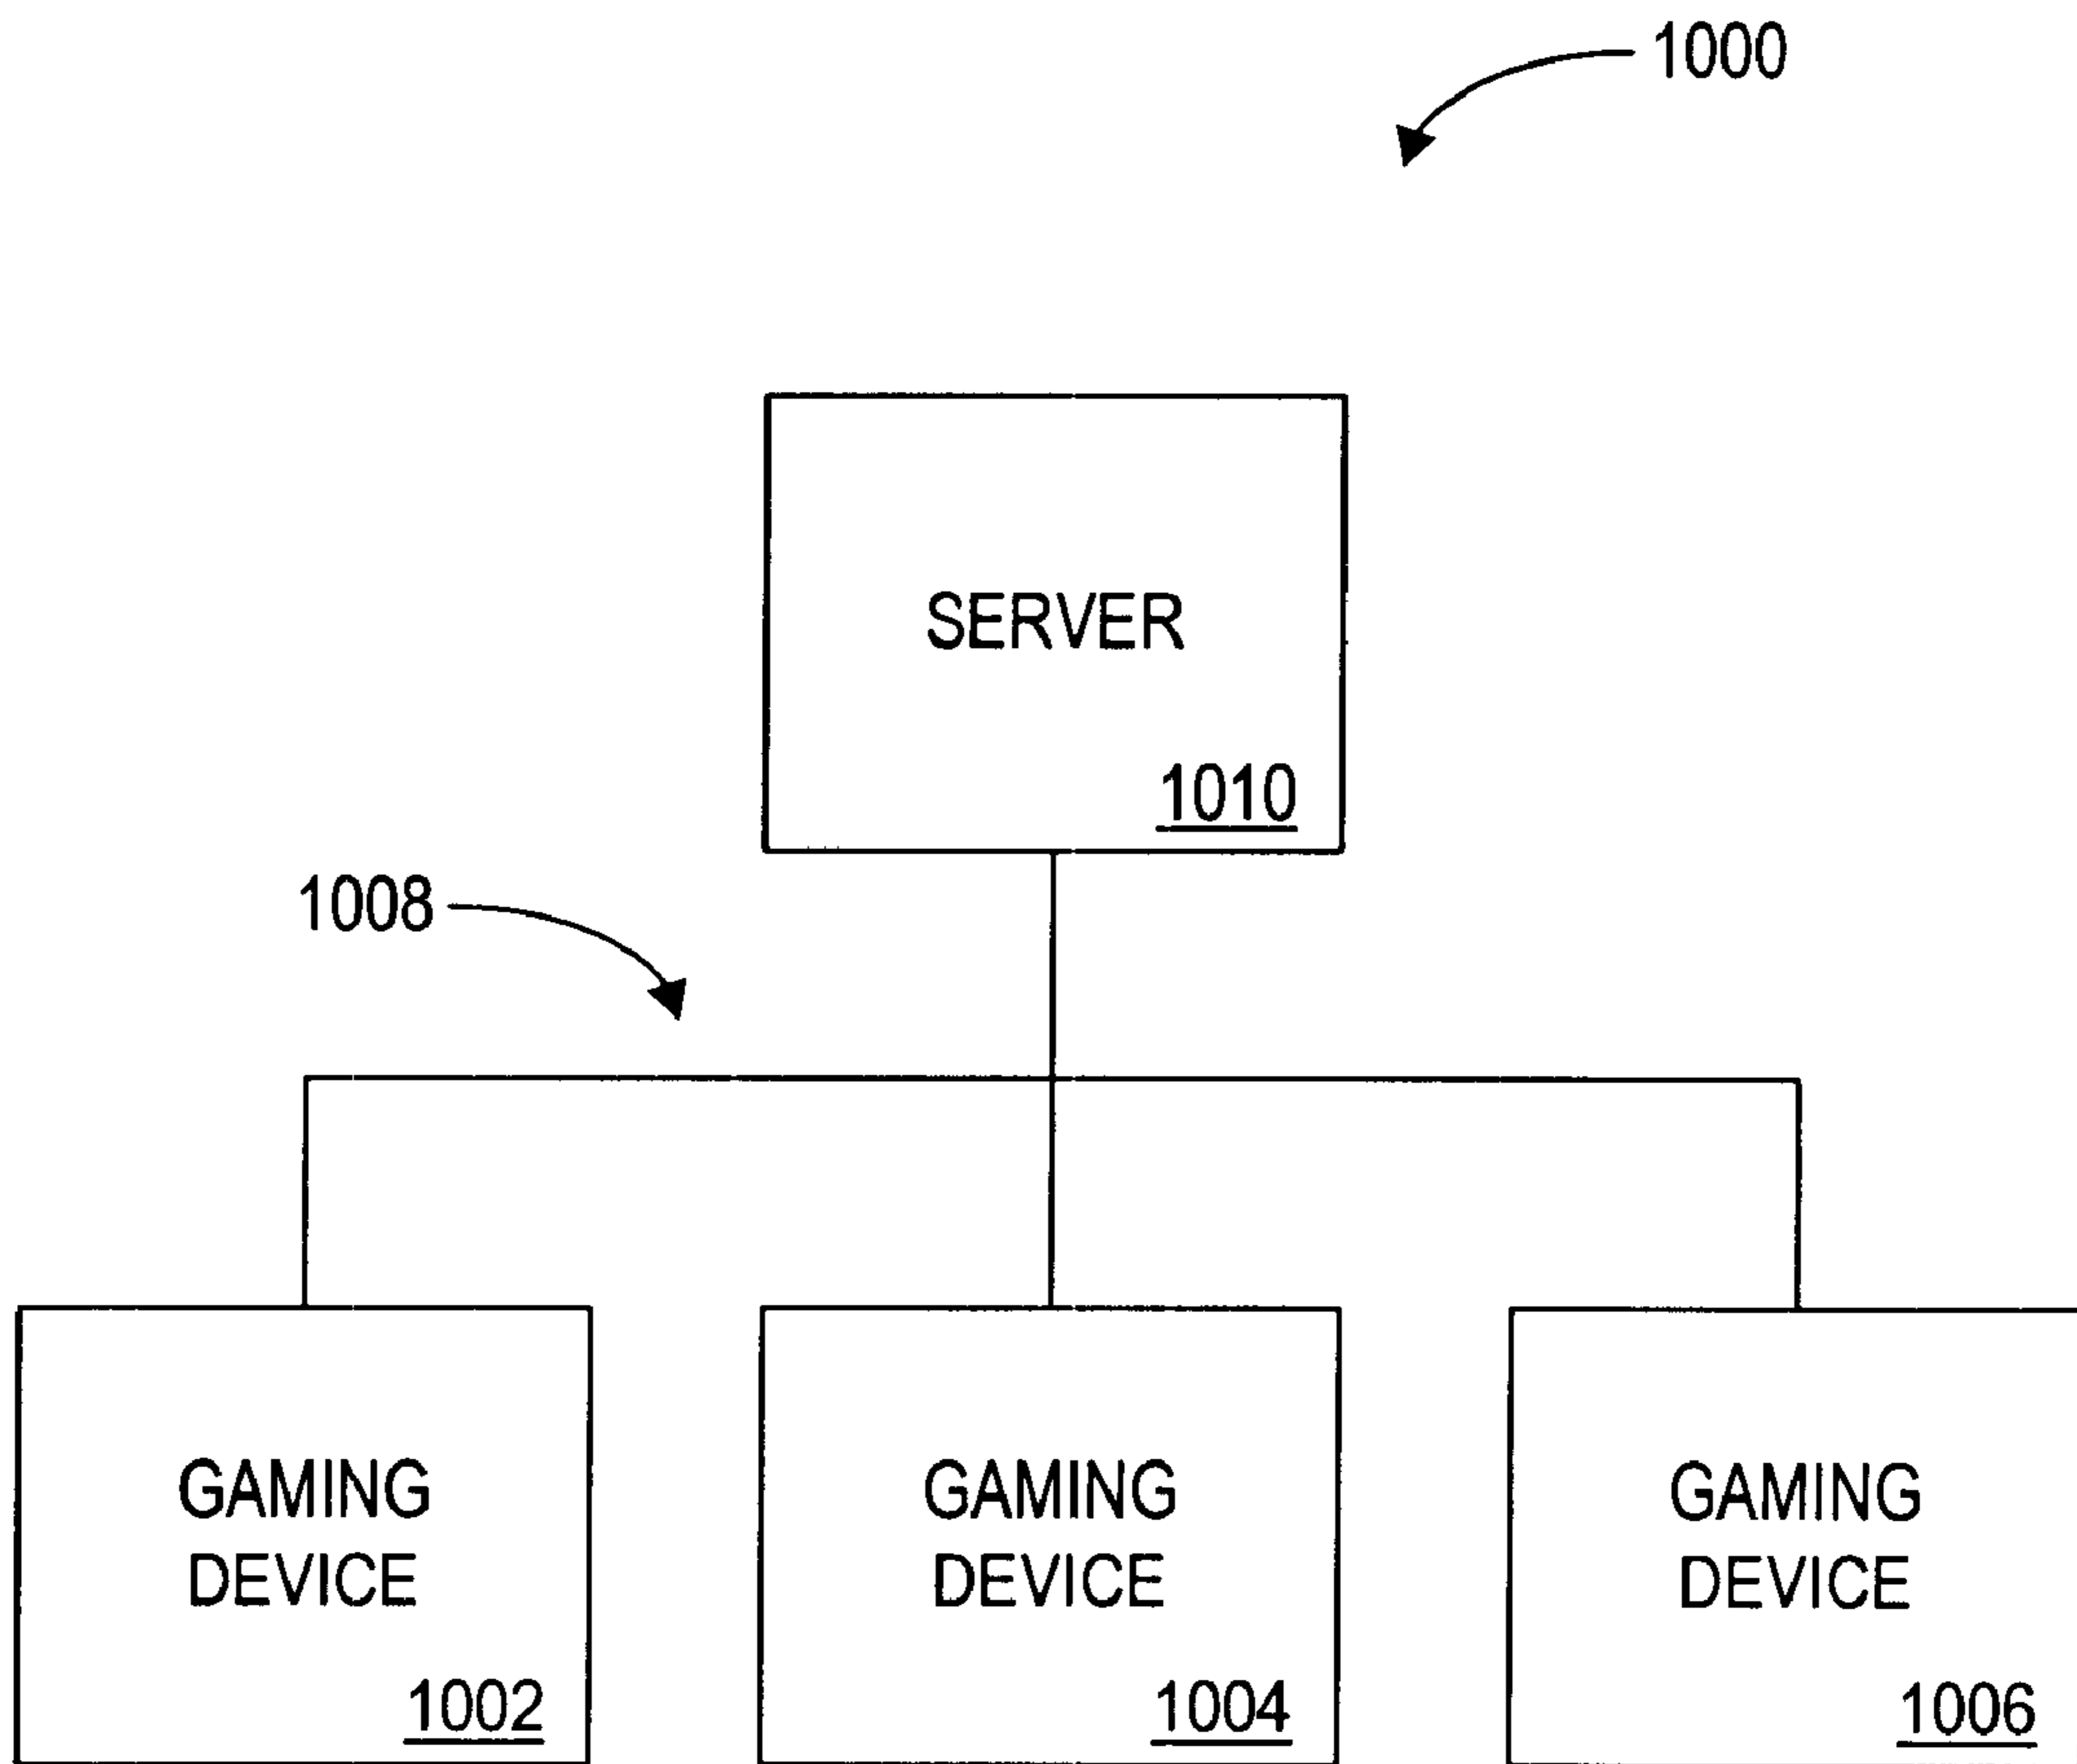 1000
SERVER
1010
1008
GAMING
DEVICE
1002
GAMING
DEVICE
1004
GAMING
DEVICE
1006